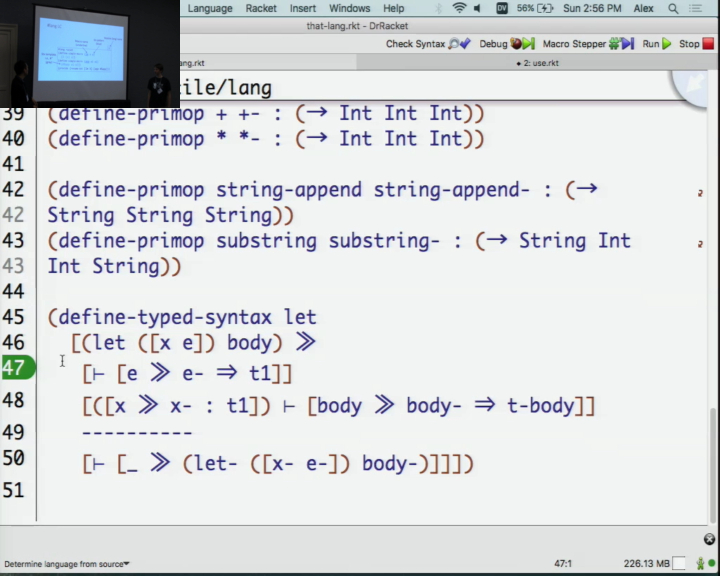 Language Racket Insert Windows Help 56% Sun 2:56 PM Alex
that-lang.rkt - DrRacket
Check Syntax Debug Macro Stepper Run Stop
ang.rkt • 2: use.rkt
cile/lang
39 (define-primop + +- : (→ Int Int Int))
40 (define-primop * *- : (→ Int Int Int))
41
42 (define-primop string-append string-append- : (→
42 String String String))
43 (define-primop substring substring- : (→ String Int
43 Int String))
44
45 (define-typed-syntax let
46 [(let ([x e]) body) ≫
47 [⊢ [e ≫ e- ⇒ t1]]
48 [([x ≫ x- : t1]) ⊢ [body ≫ body- ⇒ t-body]]
49 ----------
50 [⊢ [_ ≫ (let- ([x- e-]) body-)]]])
51
Determine language from source▾ 47:1 226.13 MB